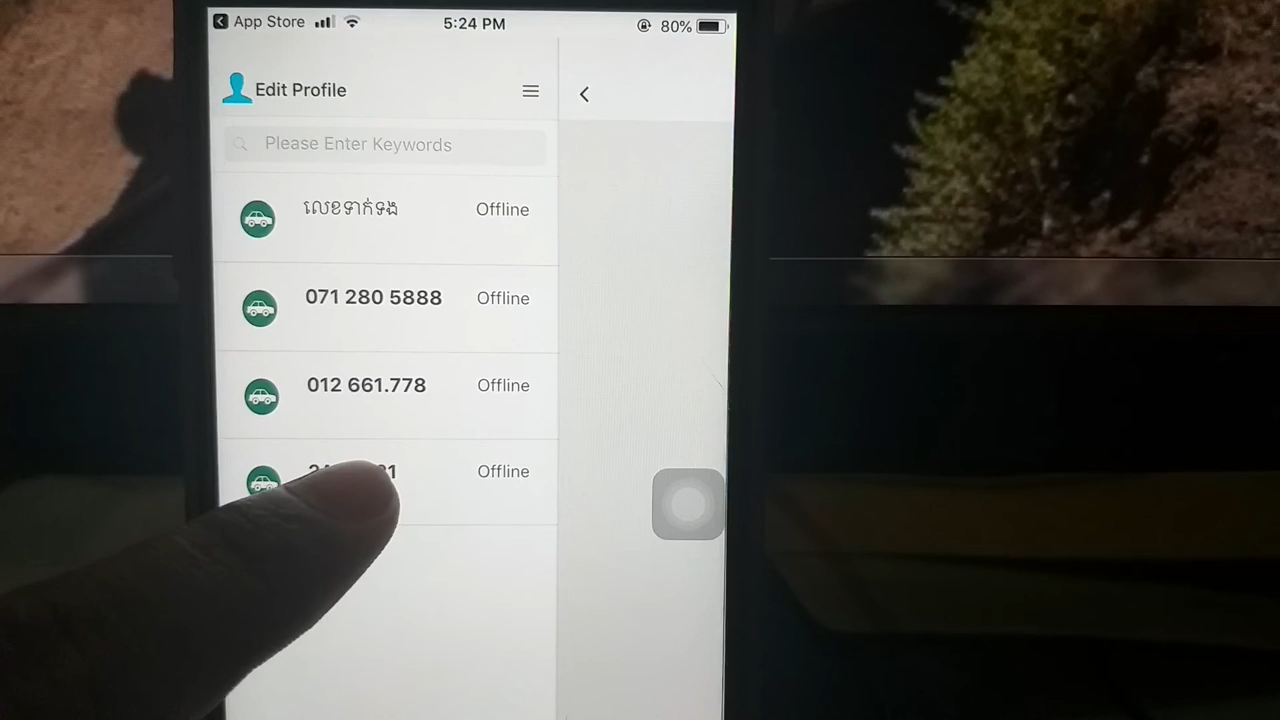 App Store 5:24 PM 80%
Edit Profile
Please Enter Keywords
លេខទាក់ទង Offline
071 280 5888 Offline
012 661.778 Offline
Offline